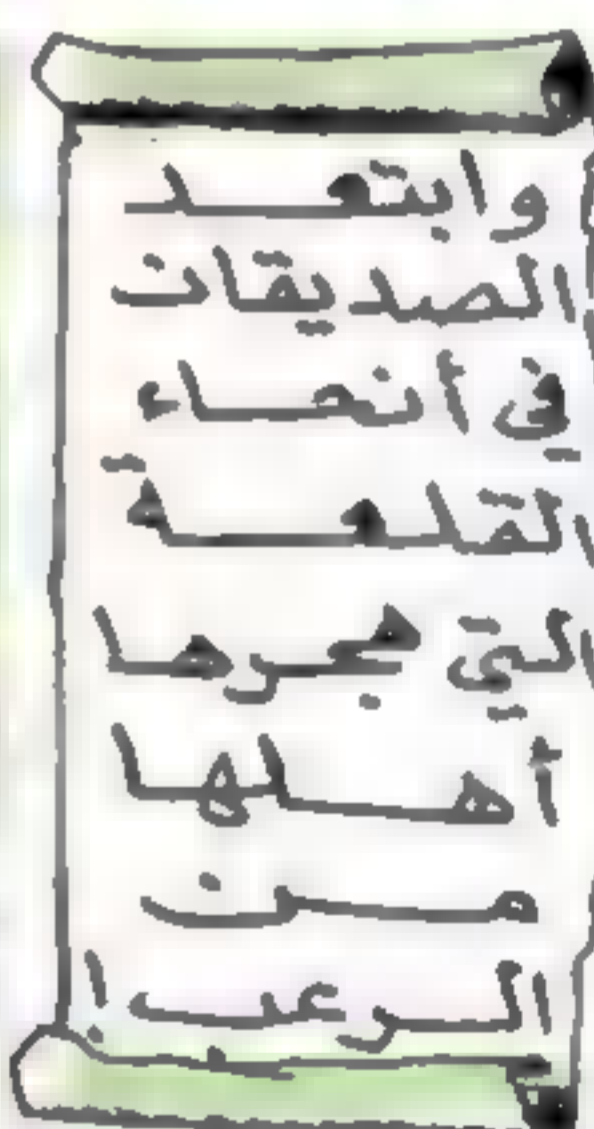 وابتعد
الصديقات
في أنحاء
القلعة
التي هجرها
أهلها
من
الرعب!